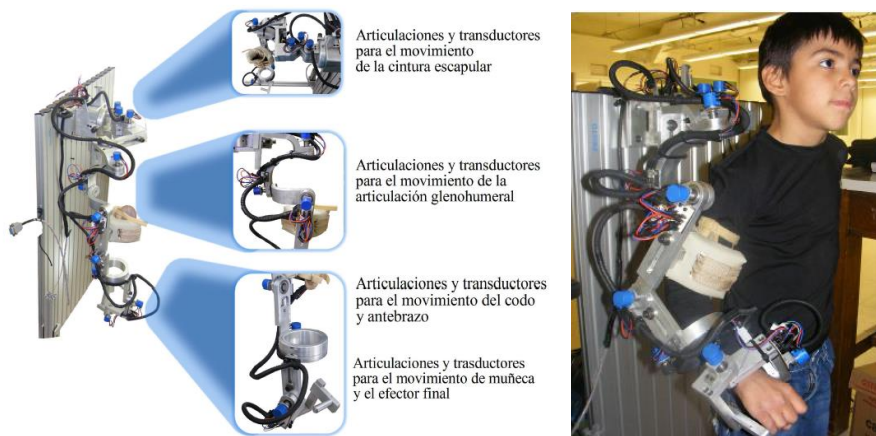 Articulaciones y transductores
para el movimiento
de la cintura escapular
Articulaciones y transductores
para el movimiento de la
articulación glenohumeral
Articulaciones y transductores
para el movimiento del codo
y antebrazo
Articulaciones y trasductores
para el movimiento de muñeca
y el efector final